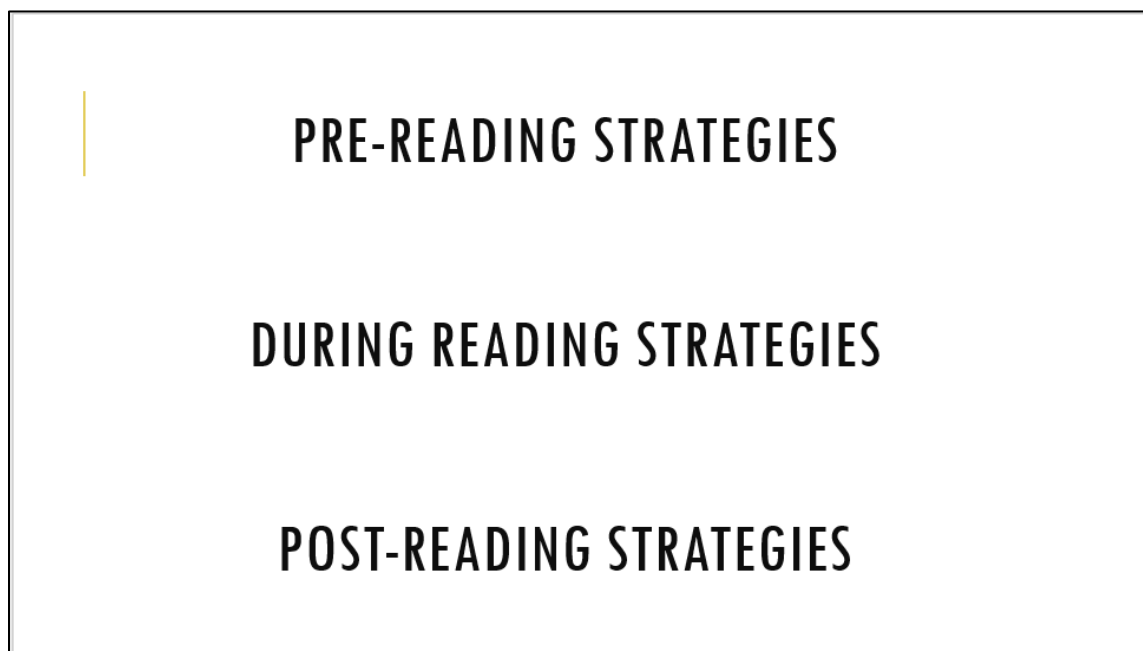 PRE-READING STRATEGIES
DURING READING STRATEGIES
POST-READING STRATEGIES